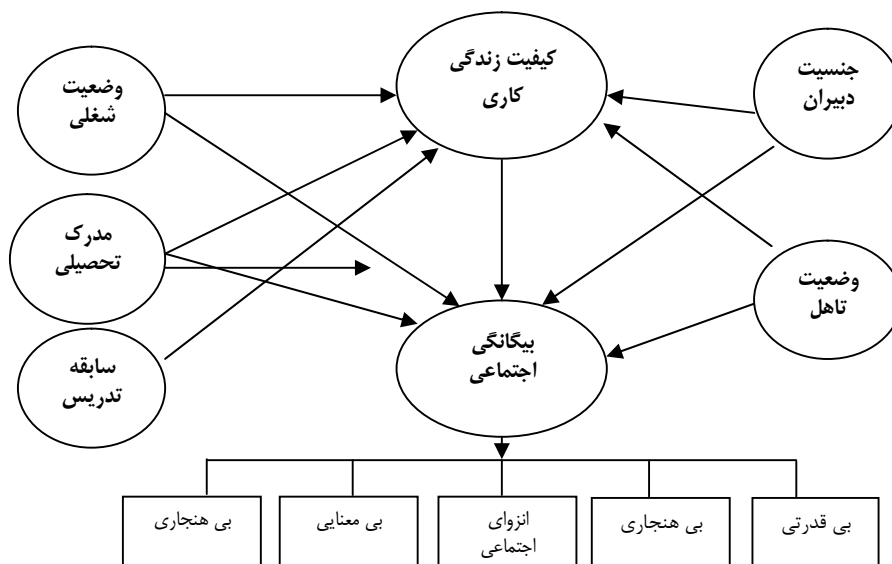 کیفیت زندگی
کاری
جنسیت
دبیران
وضعیت
شغلی
مدرک
تحصیلی
وضعیت
تاهل
بیگانگی
اجتماعی
سابقه
تدریس
بی قدرتی
بی هنجاری
انزوای
اجتماعی
بی معنایی
بی هنجاری